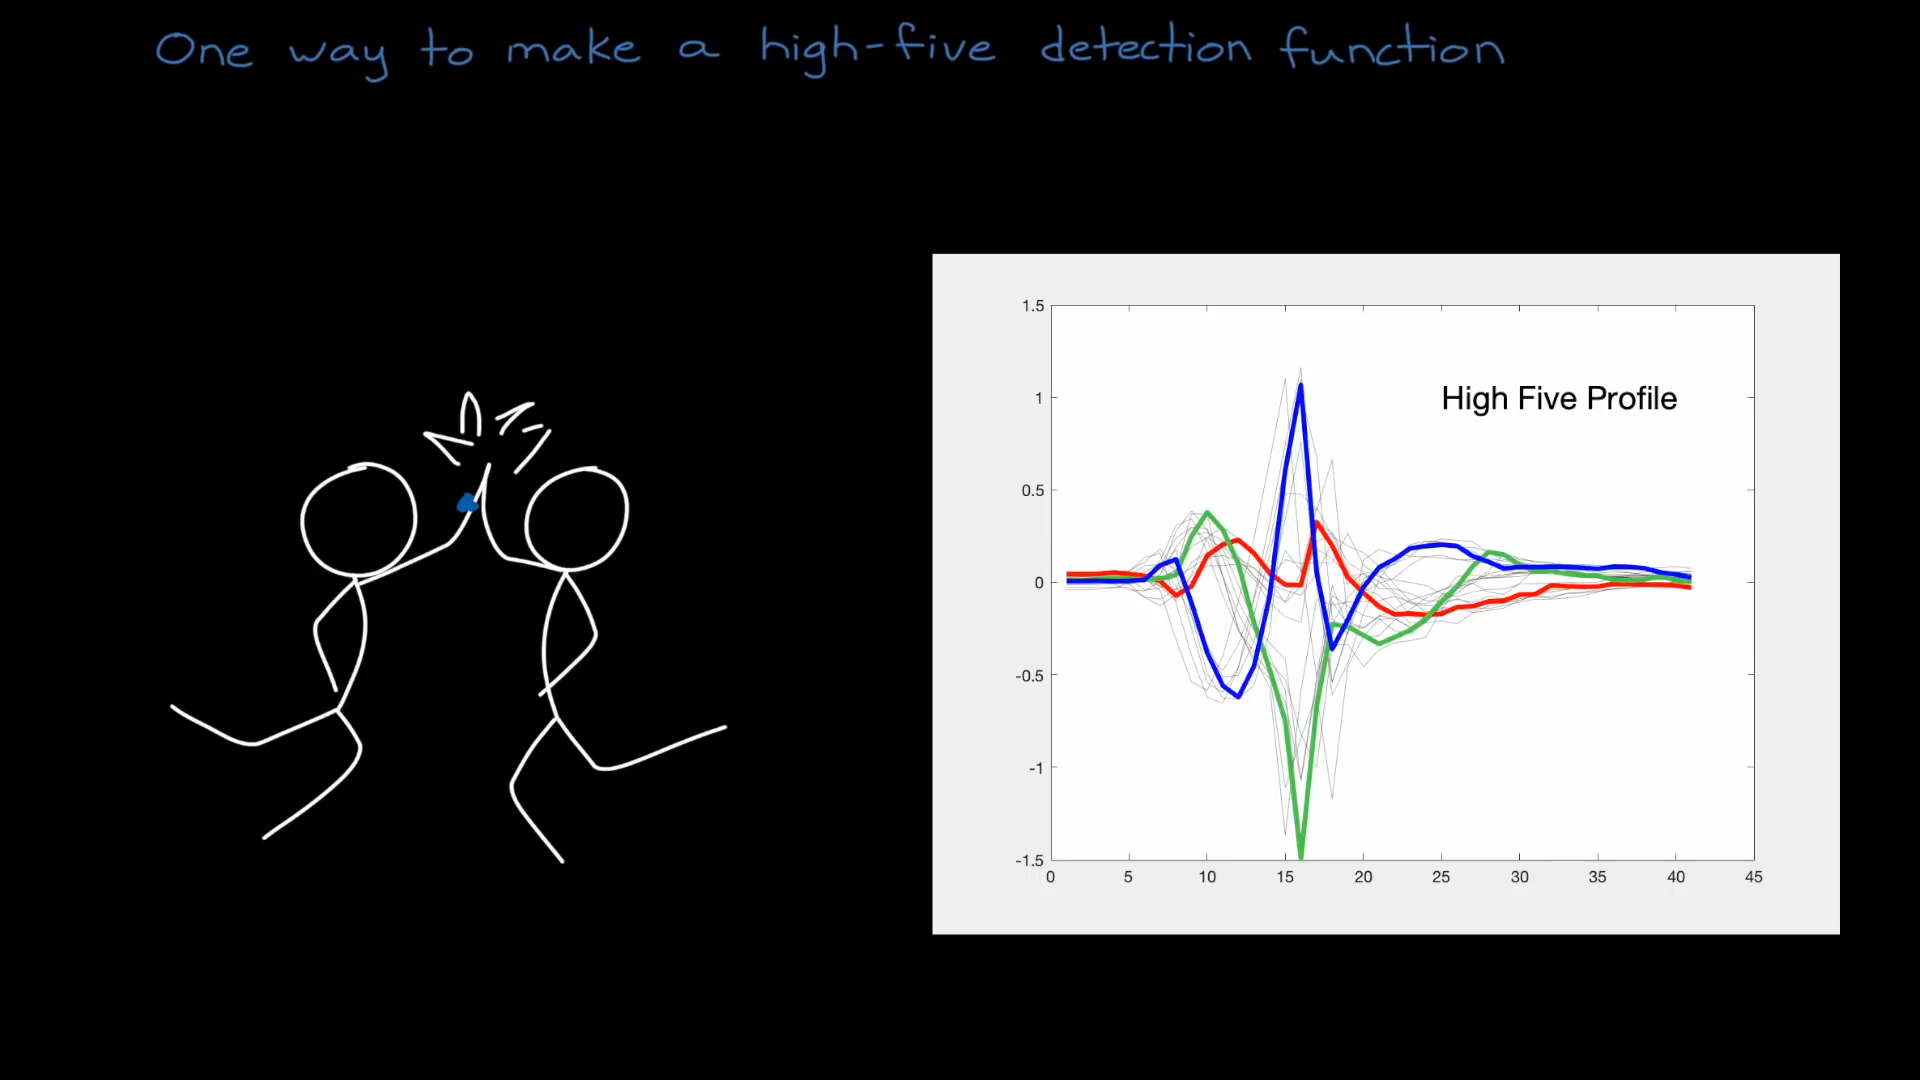 One way to make a high-five detection function
High Five Profile
1.5
1
0.5
0
-0.5
-1
-1.5
0 5 10 15 20 25 30 35 40 45